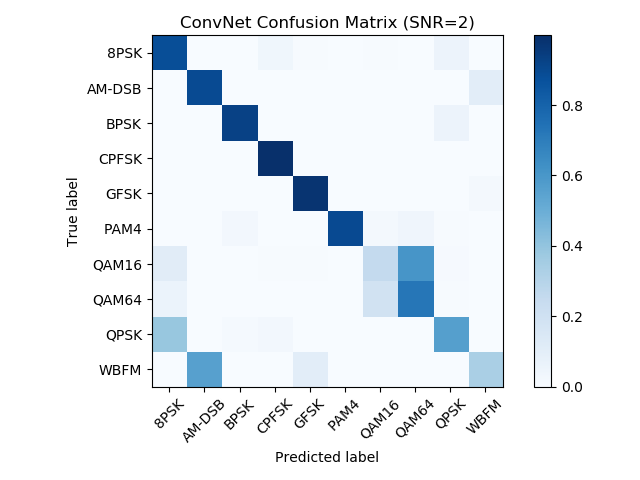 ConvNet Confusion Matrix (SNR=2)
True label
8PSK
AM-DSB
BPSK
CPFSK
GFSK
PAM4
QAM16
QAM64
QPSK
WBFM
8PSK
AM-DSB
BPSK
CPFSK
GFSK
PAM4
QAM16
QAM64
QPSK
WBFM
Predicted label
0.8
0.6
0.4
0.2
0.0